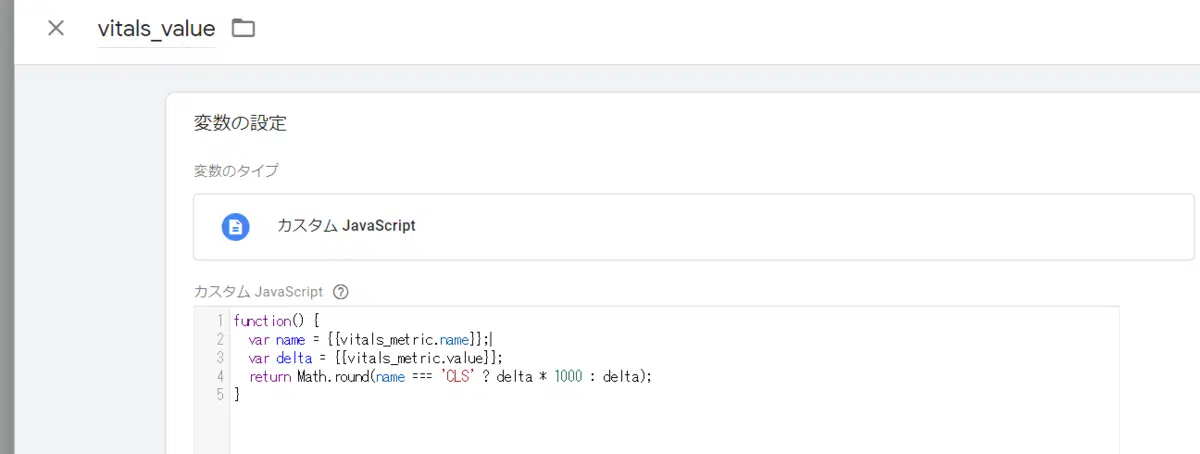 vitals_value
変数の設定
変数のタイプ
カスタム JavaScript
カスタム JavaScript ?
1 function() {
2 var name = {{vitals_metric.name}};
3 var delta = {{vitals_metric.value}};
4 return Math.round(name === 'CLS' ? delta * 1000 : delta);
5 }